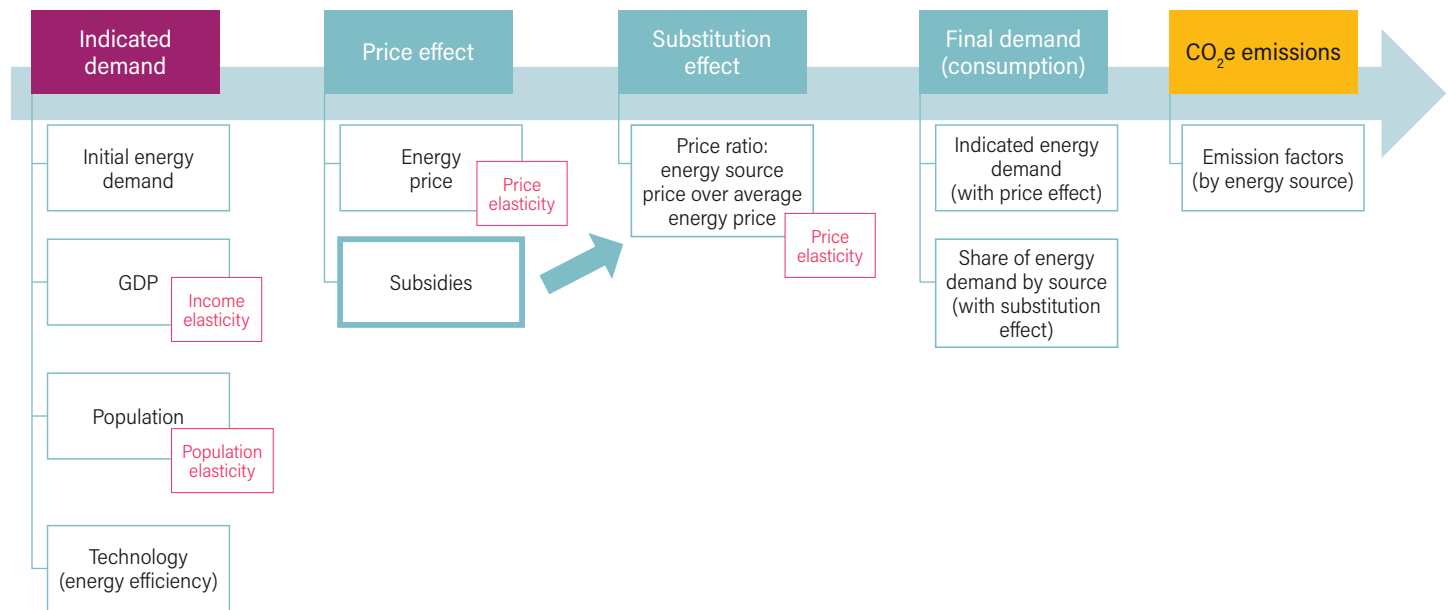 Indicated
demand
Price effect
Substitution
effect
Final demand
(consumption)
CO₂e emissions
Initial energy
demand
GDP
Income
elasticity
Population
Population
elasticity
Technology
(energy efficiency)
Energy
price
Price
elasticity
Subsidies
Price ratio:
energy source
price over average
energy price
Price
elasticity
Indicated energy
demand
(with price effect)
Share of energy
demand by source
(with substitution
effect)
Emission factors
(by energy source)